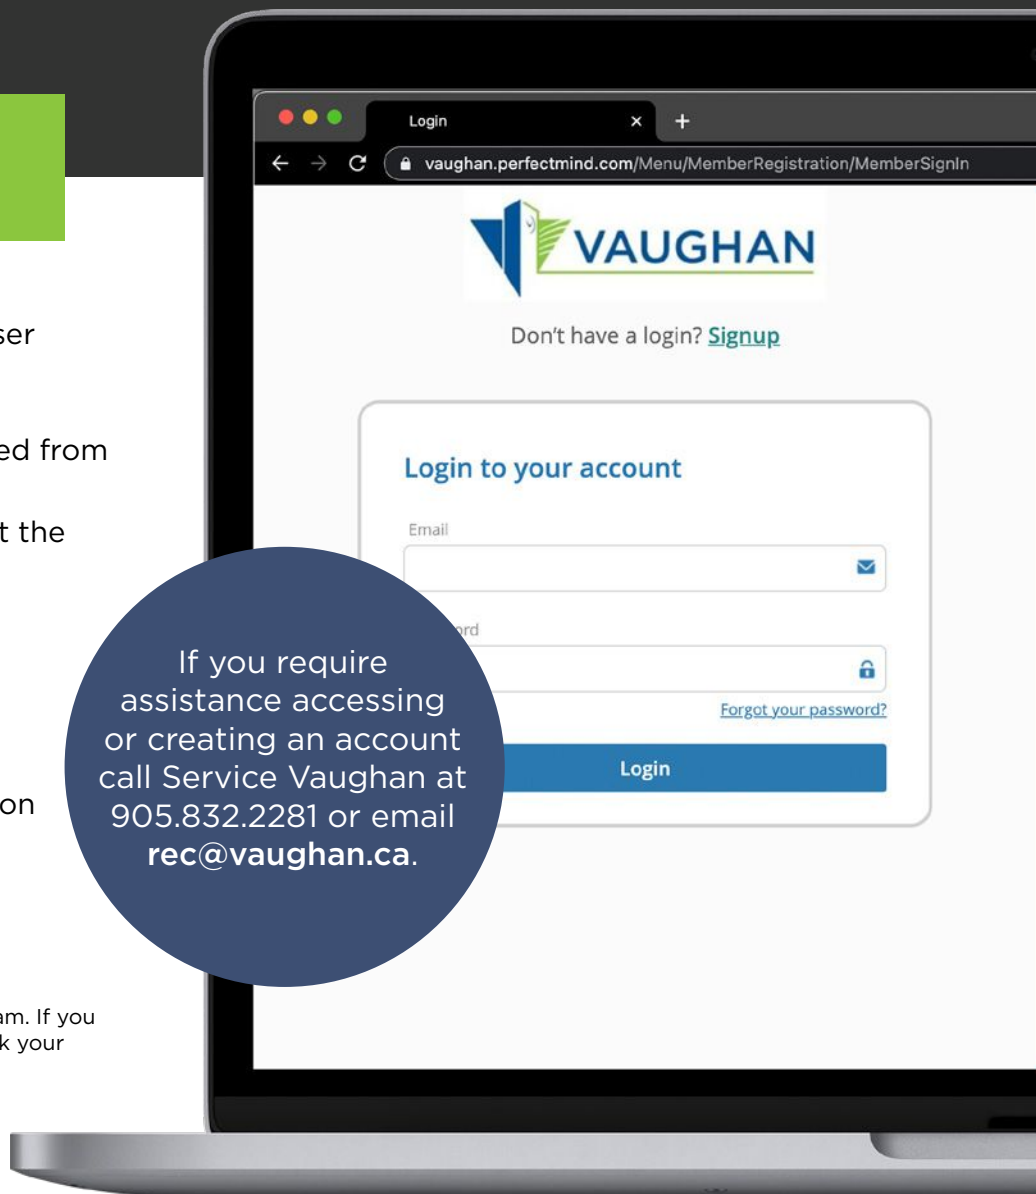 Login
vaughan.perfectmind.com/Menu/MemberRegistration/MemberSignIn
VAUGHAN
Don't have a login? Signup
ser
ed from
t the
on
am. If you
k your
Login to your account
Email
ord
Forgot your password?
Login
If you require
assistance accessing
or creating an account
call Service Vaughan at
905.832.2281 or email
rec@vaughan.ca.